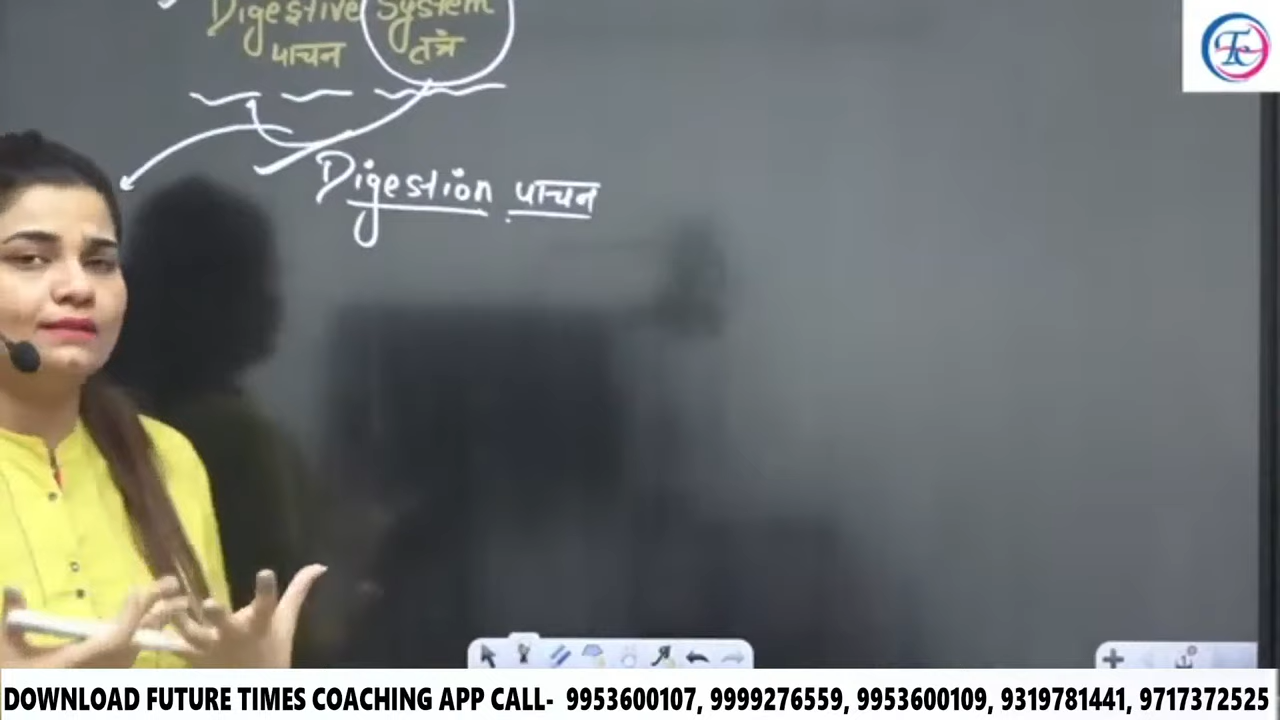 Digestive System
पाचन तंत्र
Digestion पाचन
DOWNLOAD FUTURE TIMES COACHING APP CALL- 9953600107, 9999276559, 9953600109, 9319781441, 9717372525